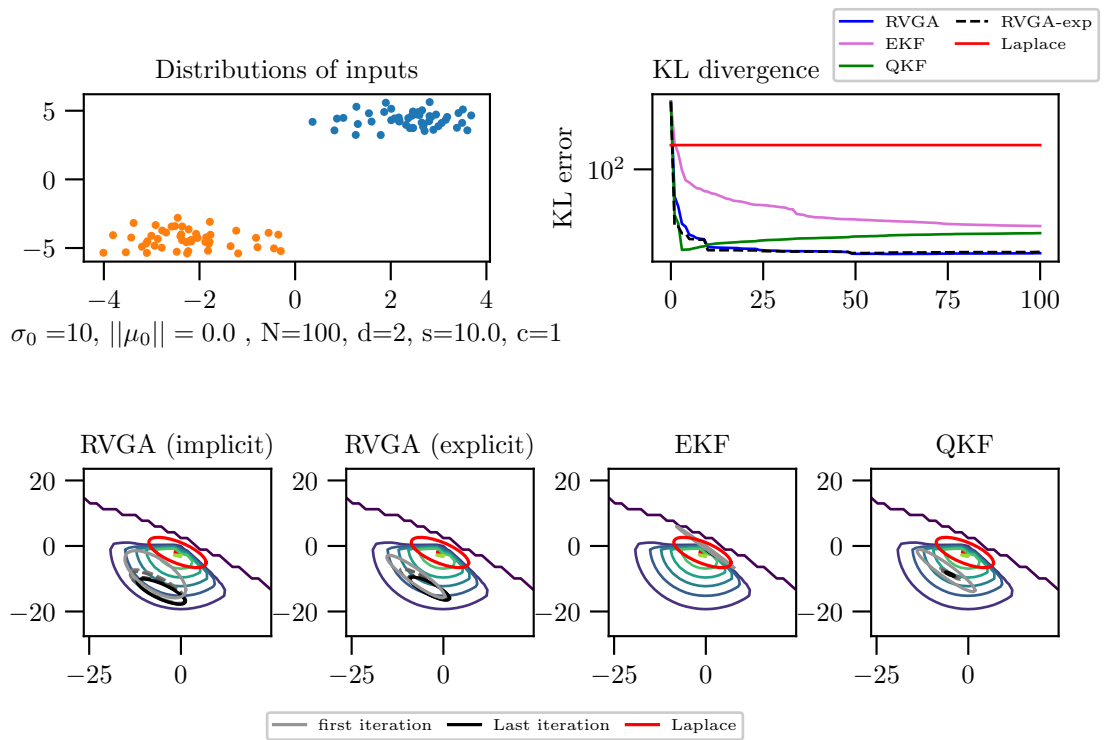 RVGA
EKF
QKF
RVGA-exp
Laplace
Distributions of inputs
KL divergence
5
0
−5
−4
−2
0
2
4
σ₀ =10, ||μ₀|| = 0.0 , N=100, d=2, s=10.0, c=1
KL error
10²
0
25
50
75
100
RVGA (implicit)
RVGA (explicit)
EKF
QKF
20
0
−20
−25
0
20
0
−20
−25
0
20
0
−20
−25
0
20
0
−20
−25
0
first iteration
Last iteration
Laplace